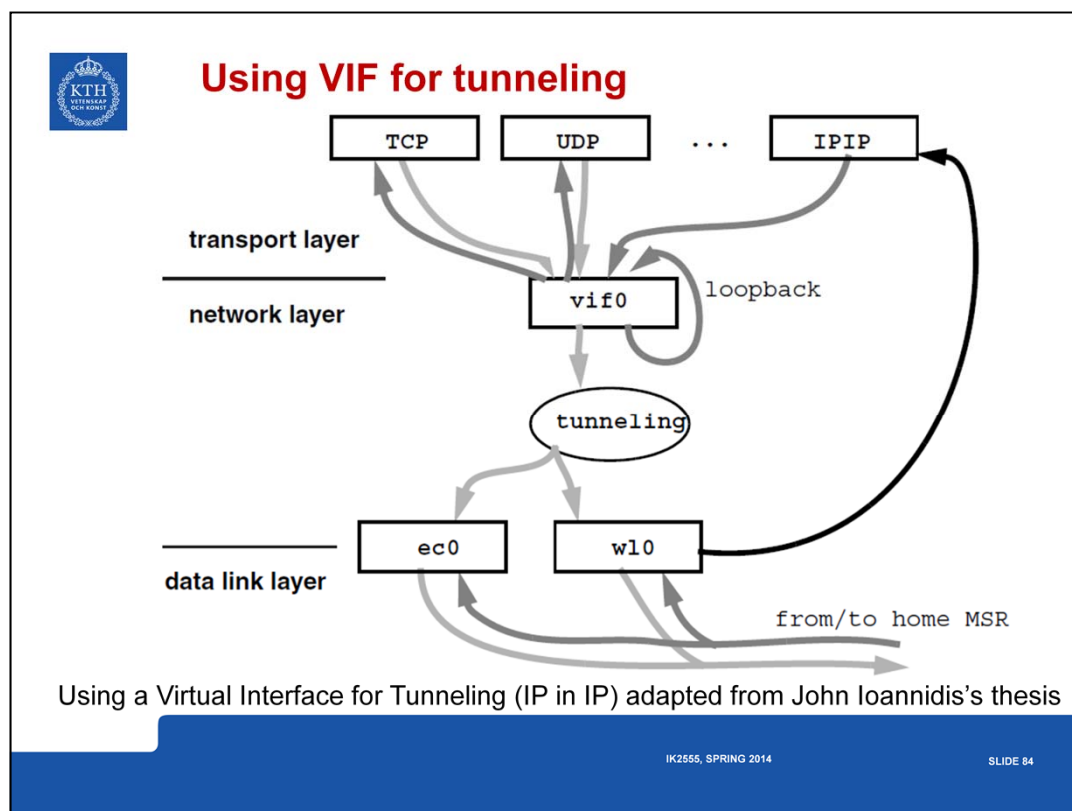 KTH
VETENSKAP
OCH KONST
Using VIF for tunneling
TCP
UDP
...
IPIP
transport layer
network layer
vif0
loopback
tunneling
ec0
wl0
data link layer
from/to home MSR
Using a Virtual Interface for Tunneling (IP in IP) adapted from John Ioannidis’s thesis
IK2555, SPRING 2014
SLIDE 84